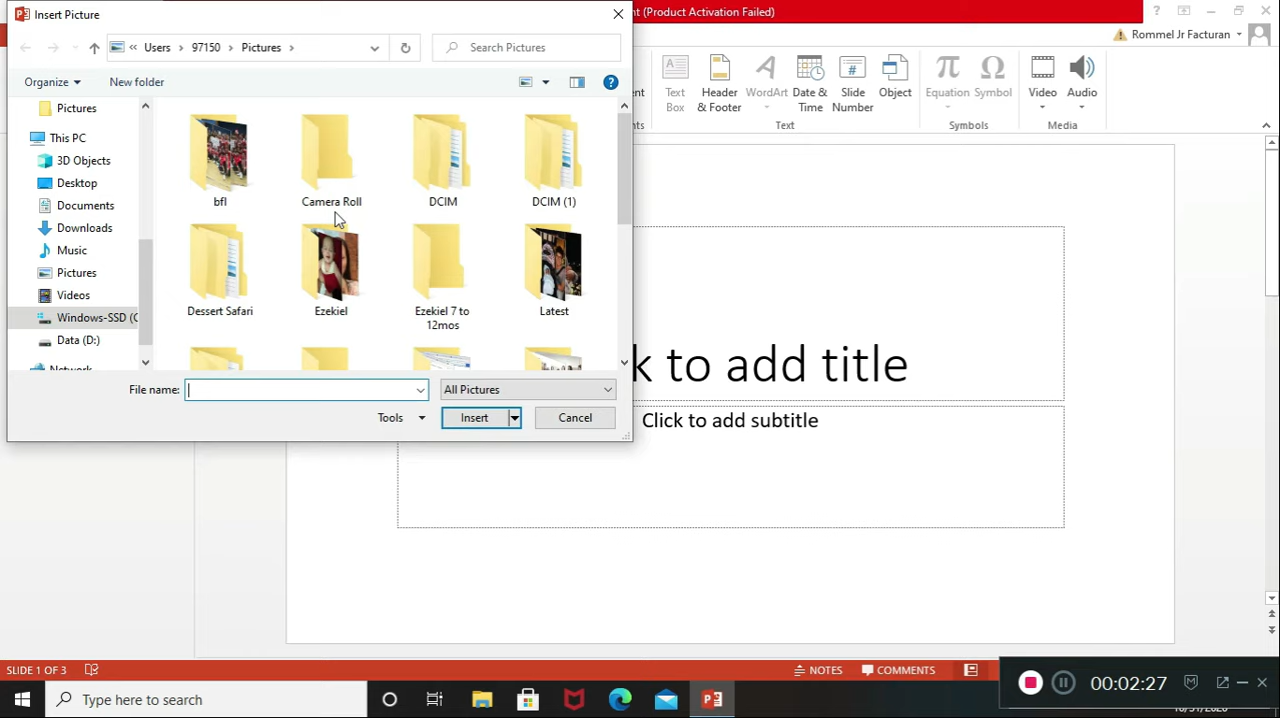 Insert Picture
nt (Product Activation Failed)
?
Rommel Jr Facturan
« Users > 97150 > Pictures >
Search Pictures
Organize
New folder
Pictures
This PC
3D Objects
Desktop
Documents
Downloads
Music
Pictures
Videos
Windows-SSD (C
Data (D:)
Network
bfl
Camera Roll
DCIM
DCIM (1)
Dessert Safari
Ezekiel
Ezekiel 7 to
12mos
Latest
File name:
All Pictures
Tools
Insert
Cancel
ent
Text
Box
Header
& Footer
WordArt
Date &
Time
Slide
Number
Object
Equation
Symbol
Video
Audio
Text
Symbols
Media
k to add title
Click to add subtitle
SLIDE 1 OF 3
NOTES
COMMENTS
Type here to search
00:02:27